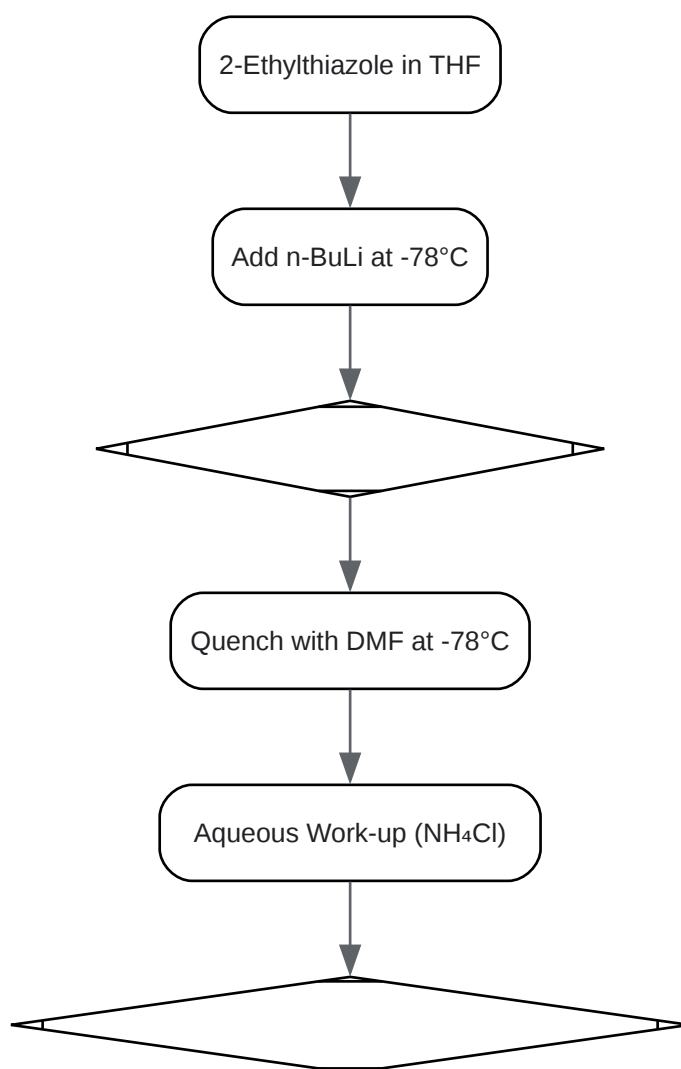 2-Ethylthiazole in THF
Add n-BuLi at -78°C
Quench with DMF at -78°C
Aqueous Work-up (NH₄Cl)